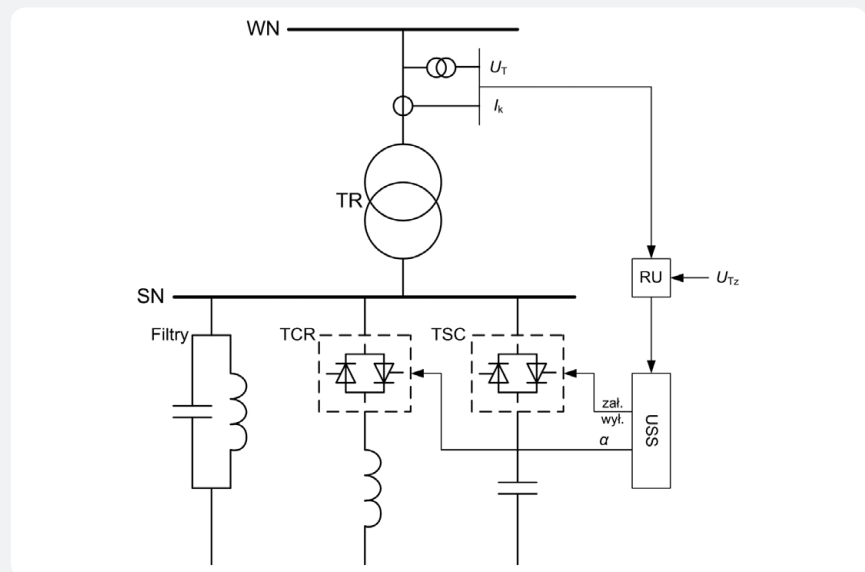 WN
U_T
I_k
TR
RU
U_Tz
SN
Filtry
TCR
TSC
zał.
wył.
α
USS